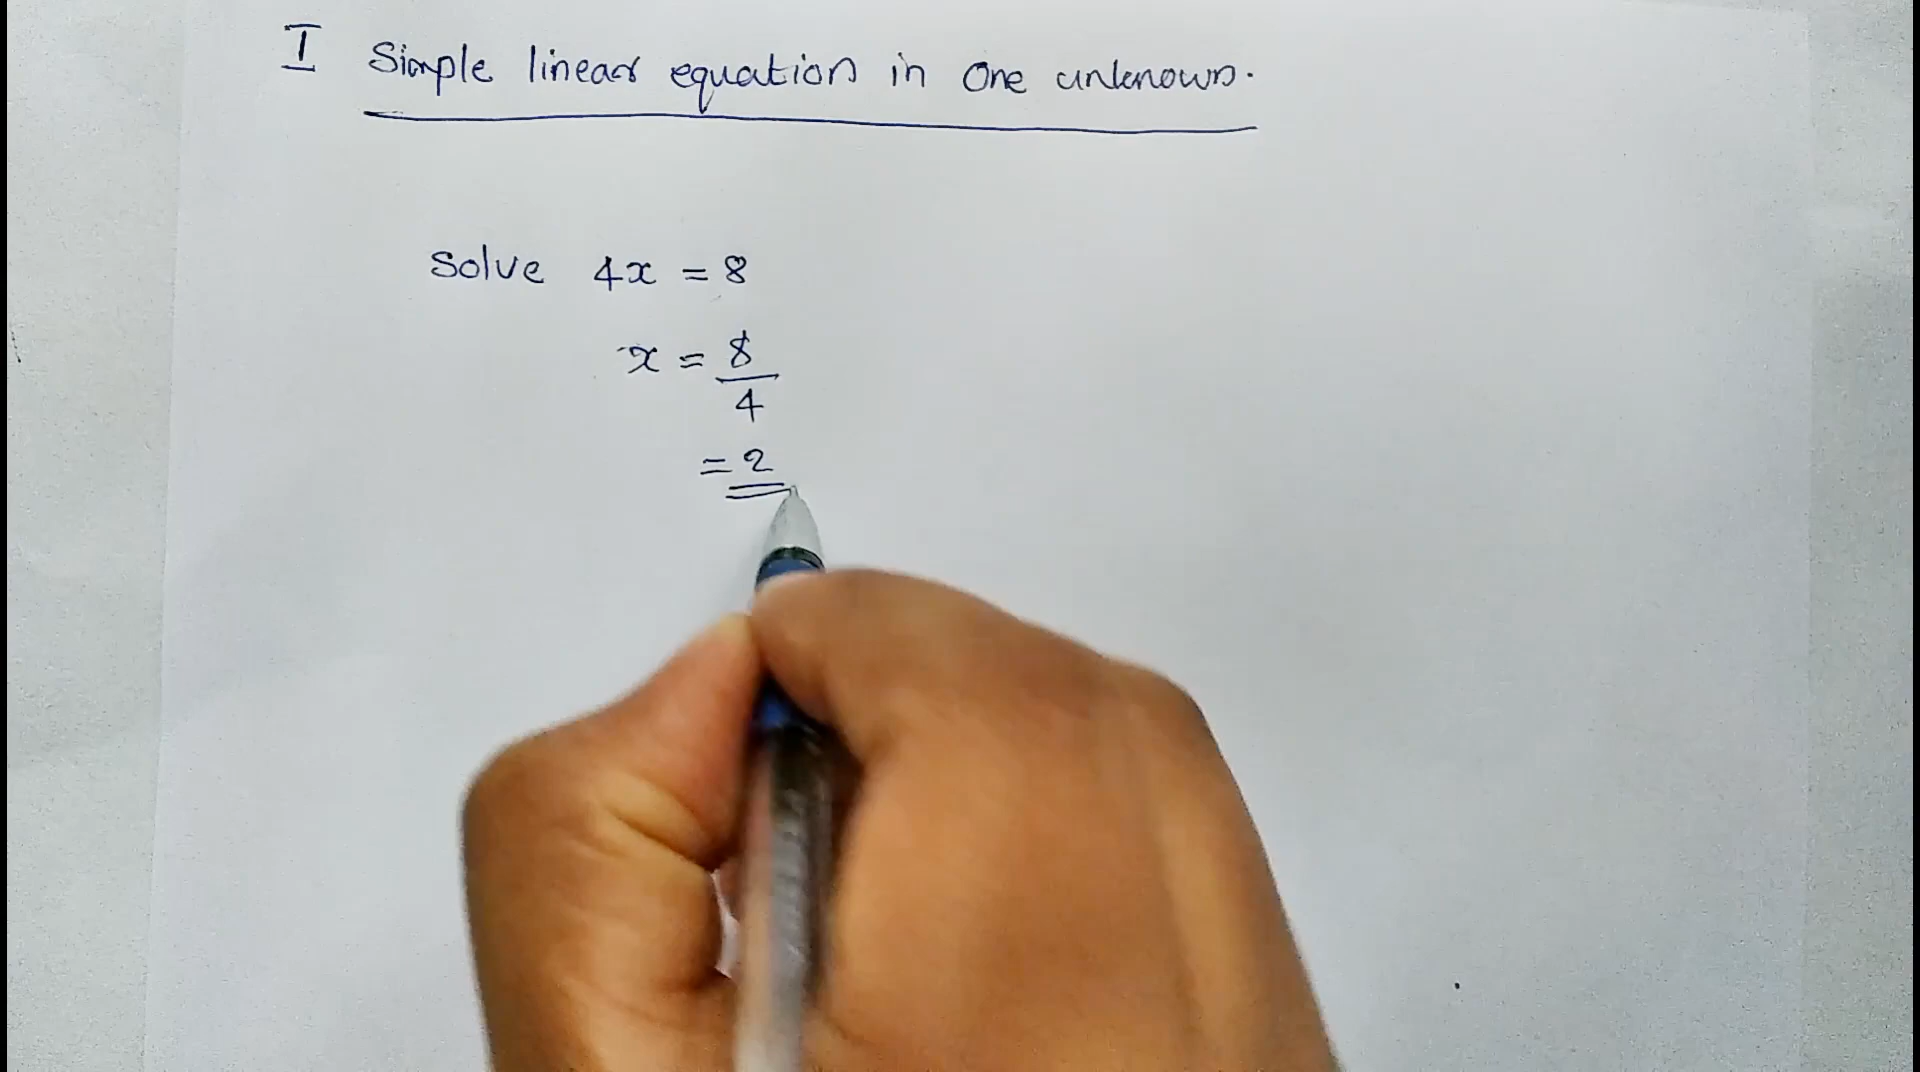 I Simple linear equation in One unknown.
Solve 4x = 8
x = 8/4
= 2